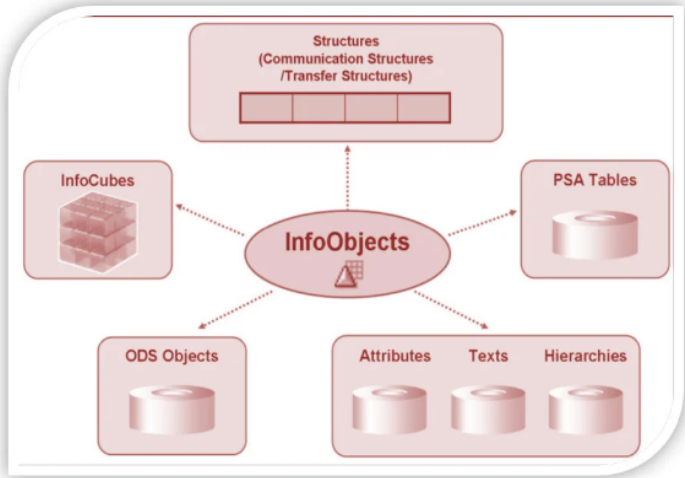 Structures
(Communication Structures
/Transfer Structures)
InfoCubes
PSA Tables
InfoObjects
ODS Objects
Attributes Texts Hierarchies